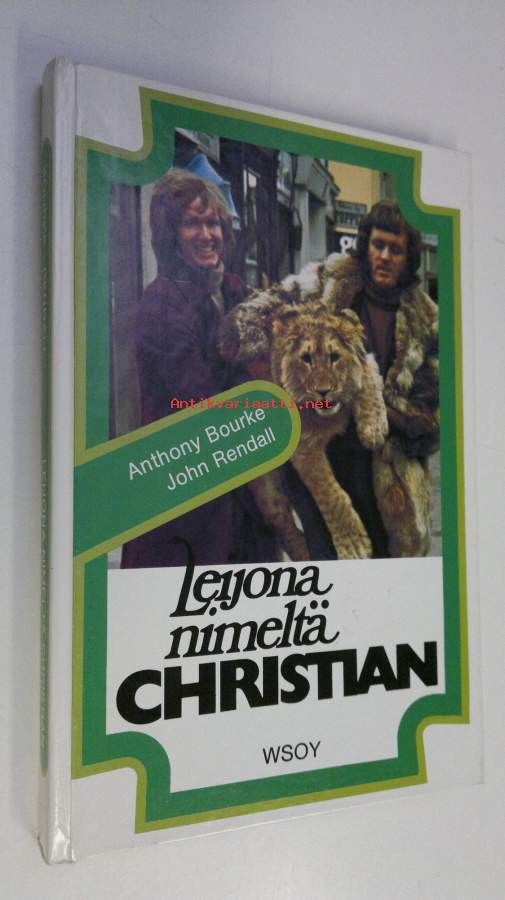 Anthony Bourke
John Rendall
Leijona
nimeltä
CHRISTIAN
WSOY
Antikvariaatti.net